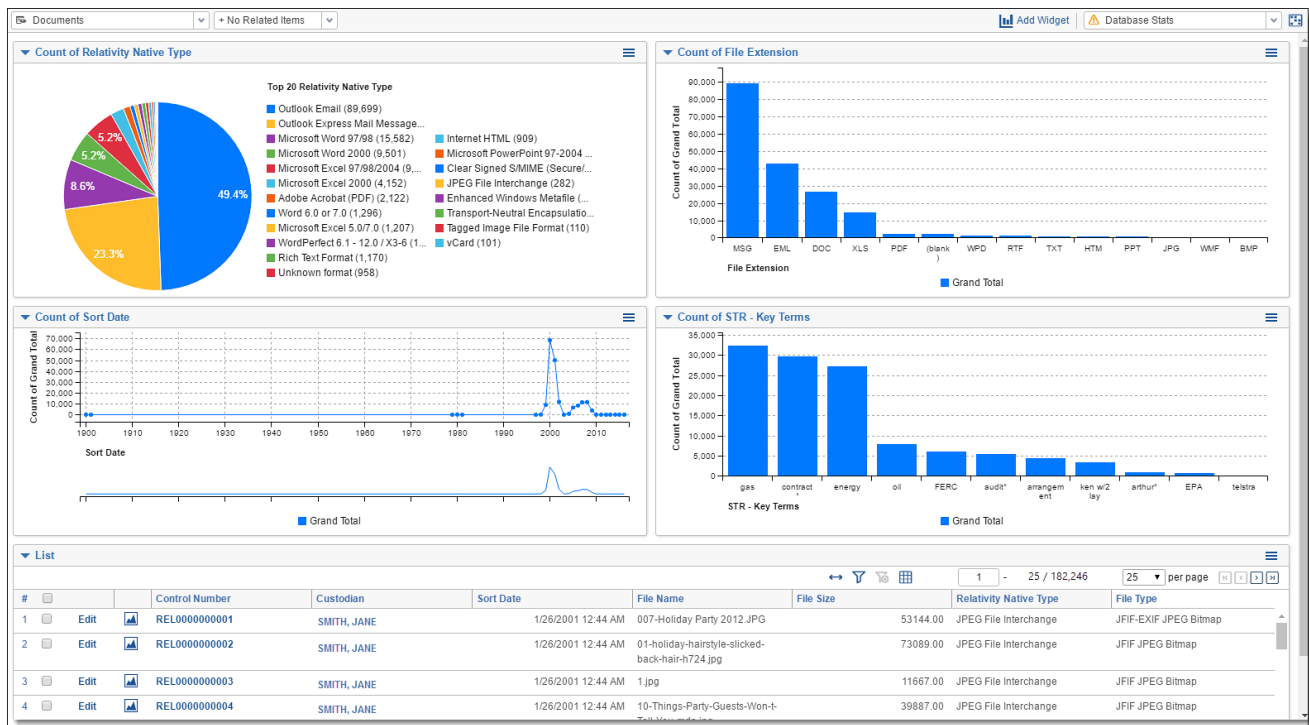 Documents
+ No Related Items
Add Widget
Database Stats
Count of Relativity Native Type
Top 20 Relativity Native Type
Outlook Email (89,699)
Outlook Express Mail Message...
Microsoft Word 97/98 (15,582)
Microsoft Word 2000 (9,501)
Microsoft Excel 97/98/2004 (9,...
Microsoft Excel 2000 (4,152)
Adobe Acrobat (PDF) (2,122)
Word 6.0 or 7.0 (1,296)
Microsoft Excel 5.0/7.0 (1,207)
WordPerfect 6.1 - 12.0 / X3-6 (1...
Rich Text Format (1,170)
Unknown format (958)
Internet HTML (909)
Microsoft PowerPoint 97-2004 ...
Clear Signed S/MIME (Secure/...
JPEG File Interchange (282)
Enhanced Windows Metafile (...
Transport-Neutral Encapsulatio...
Tagged Image File Format (110)
vCard (101)
5.2%
5.2%
8.6%
49.4%
23.3%
Count of File Extension
Count of Grand Total
90,000
80,000
70,000
60,000
50,000
40,000
30,000
20,000
10,000
0
MSG EML DOC XLS PDF (blank) WPD RTF TXT HTM PPT JPG WMF BMP
File Extension
Grand Total
Count of Sort Date
Count of Grand Total
70,000
60,000
50,000
40,000
30,000
20,000
10,000
0
1900 1910 1920 1930 1940 1950 1960 1970 1980 1990 2000 2010
Sort Date
Grand Total
Count of STR - Key Terms
Count of Grand Total
35,000
30,000
25,000
20,000
15,000
10,000
5,000
0
gas contract* energy oil FERC audit* arrangement ken w/2 lay arthur* EPA telstra
STR - Key Terms
Grand Total
List
1 - 25 / 182,246 25 per page
# Control Number Custodian Sort Date File Name File Size Relativity Native Type File Type
1 Edit REL0000000001 SMITH, JANE 1/26/2001 12:44 AM 007-Holiday Party 2012.JPG 53144.00 JPEG File Interchange JFIF-EXIF JPEG Bitmap
2 Edit REL0000000002 SMITH, JANE 1/26/2001 12:44 AM 01-holiday-hairstyle-slicked- 73089.00 JPEG File Interchange JFIF JPEG Bitmap
back-hair-h724.jpg
3 Edit REL0000000003 SMITH, JANE 1/26/2001 12:44 AM 1.jpg 11667.00 JPEG File Interchange JFIF JPEG Bitmap
4 Edit REL0000000004 SMITH, JANE 1/26/2001 12:44 AM 10-Things-Party-Guests-Won-t- 39887.00 JPEG File Interchange JFIF JPEG Bitmap